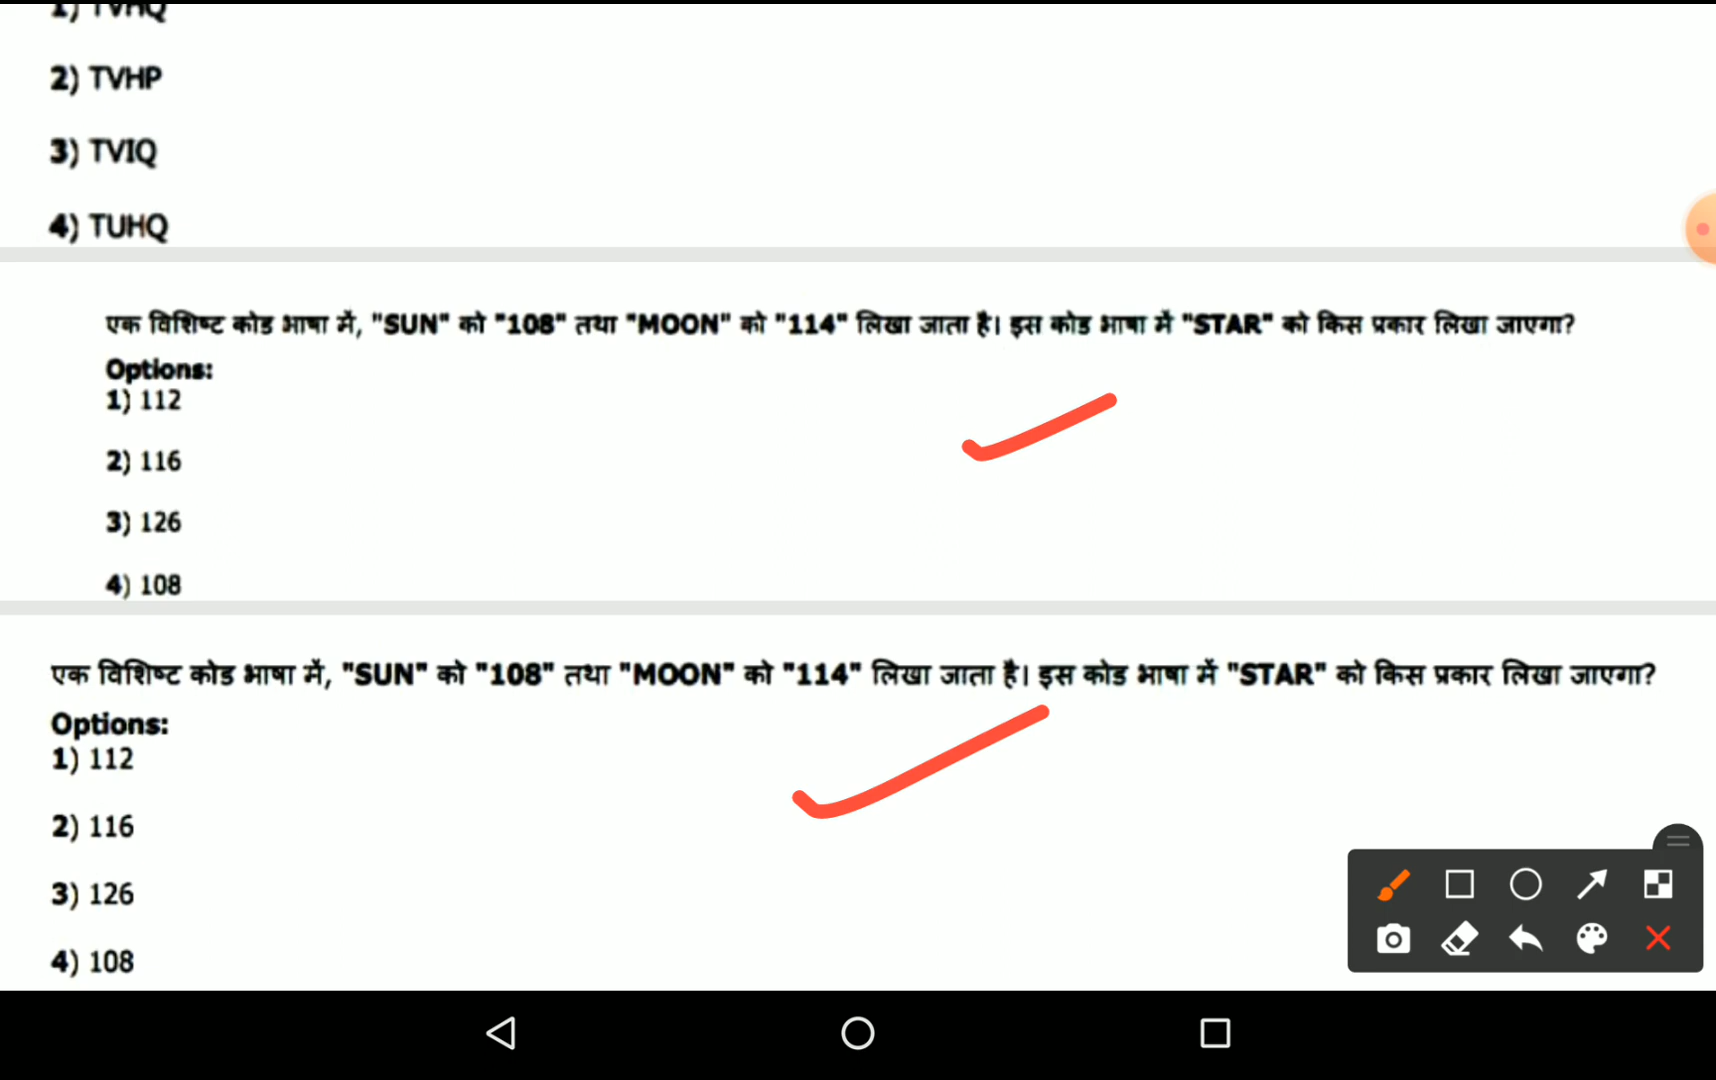 1) TVHQ
2) TVHP
3) TVIQ
4) TUHQ
एक विशिष्ट कोड भाषा में, "SUN" को "108" तथा "MOON" को "114" लिखा जाता है। इस कोड भाषा में "STAR" को किस प्रकार लिखा जाएगा?
Options:
1) 112
2) 116
3) 126
4) 108
एक विशिष्ट कोड भाषा में, "SUN" को "108" तथा "MOON" को "114" लिखा जाता है। इस कोड भाषा में "STAR" को किस प्रकार लिखा जाएगा?
Options:
1) 112
2) 116
3) 126
4) 108